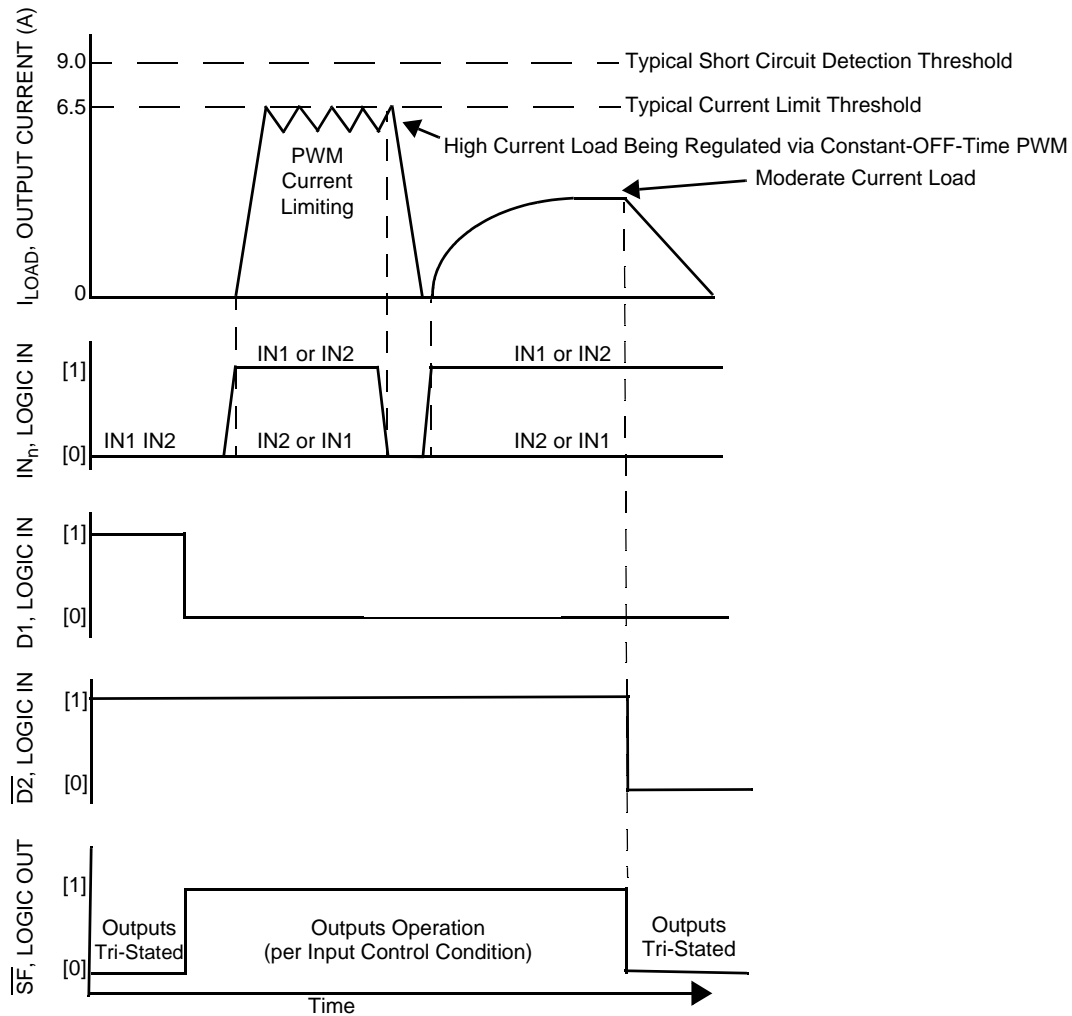 I_LOAD, OUTPUT CURRENT (A)
9.0
Typical Short Circuit Detection Threshold
6.5
Typical Current Limit Threshold
High Current Load Being Regulated via Constant-OFF-Time PWM
PWM
Current
Limiting
Moderate Current Load
0
IN_n, LOGIC IN
[1]
IN1 or IN2
IN1 or IN2
[0]
IN1 IN2
IN2 or IN1
IN2 or IN1
D1, LOGIC IN
[1]
[0]
D̅2̅, LOGIC IN
[1]
[0]
S̅F̅, LOGIC OUT
[1]
[0]
Outputs
Tri-Stated
Outputs Operation
(per Input Control Condition)
Outputs
Tri-Stated
Time